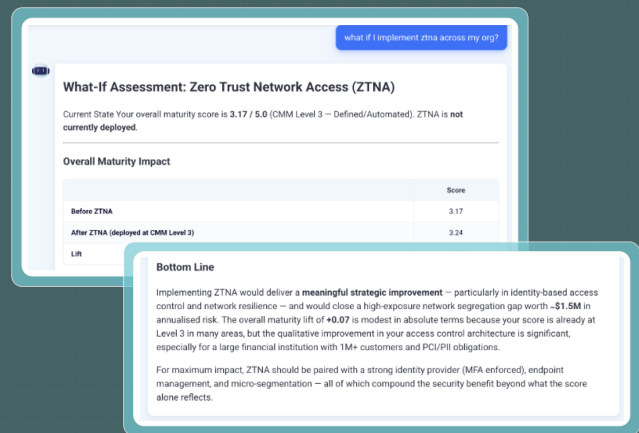 what if I implement ztna across my org?
What-If Assessment: Zero Trust Network Access (ZTNA)
Current State Your overall maturity score is 3.17 / 5.0 (CMM Level 3 — Defined/Automated). ZTNA is not
currently deployed.
Overall Maturity Impact
Score
Before ZTNA 3.17
After ZTNA (deployed at CMM Level 3) 3.24
Lift
Bottom Line
Implementing ZTNA would deliver a meaningful strategic improvement — particularly in identity-based access
control and network resilience — and would close a high-exposure network segregation gap worth ~$1.5M in
annualised risk. The overall maturity lift of +0.07 is modest in absolute terms because your score is already at
Level 3 in many areas, but the qualitative improvement in your access control architecture is significant,
especially for a large financial institution with 1M+ customers and PCI/PII obligations.
For maximum impact, ZTNA should be paired with a strong identity provider (MFA enforced), endpoint
management, and micro-segmentation — all of which compound the security benefit beyond what the score
alone reflects.